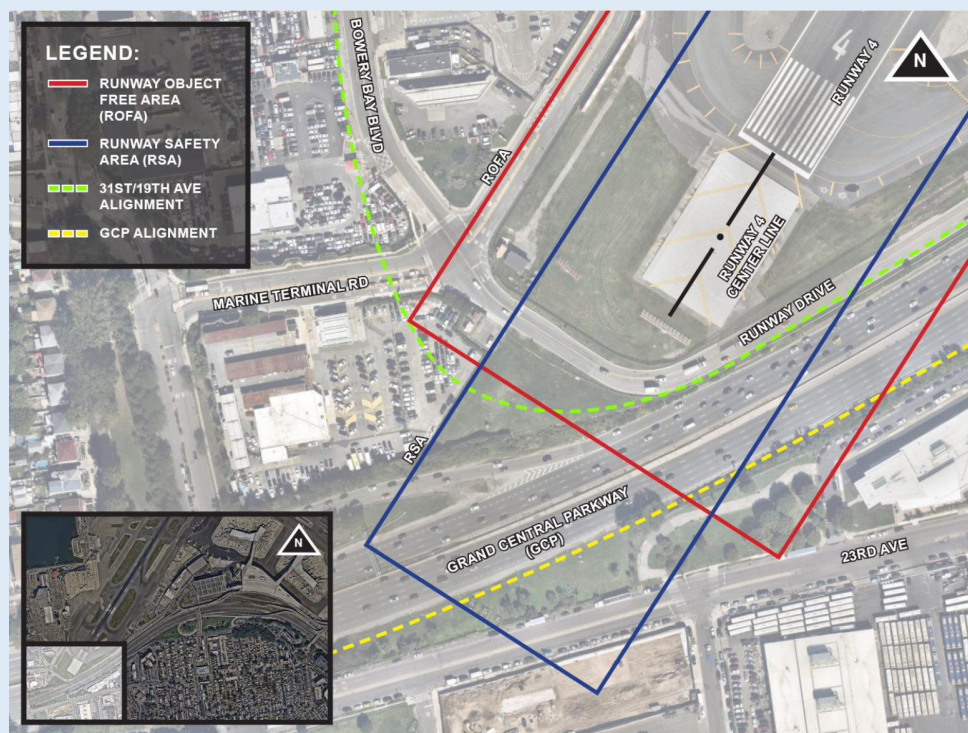 LEGEND:
RUNWAY OBJECT
FREE AREA
(ROFA)
RUNWAY SAFETY
AREA (RSA)
31ST/19TH AVE
ALIGNMENT
GCP ALIGNMENT
BOWERY BAY BLVD
ROFA
4
RUNWAY 4
N
RUNWAY 4
CENTER LINE
MARINE TERMINAL RD
RUNWAY DRIVE
RSA
GRAND CENTRAL PARKWAY
(GCP)
23RD AVE
N